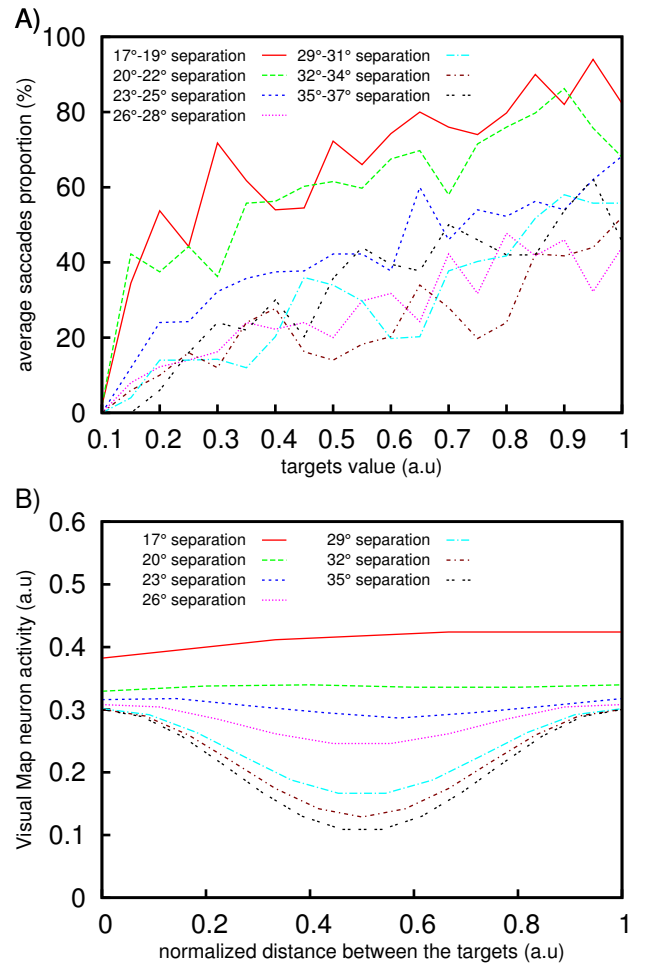 A)
100
80
60
40
20
0
average saccades proportion (%)
17°-19° separation
20°-22° separation
23°-25° separation
26°-28° separation
29°-31° separation
32°-34° separation
35°-37° separation
0.1 0.2 0.3 0.4 0.5 0.6 0.7 0.8 0.9 1
targets value (a.u)
B)
0.6
0.5
0.4
0.3
0.2
0.1
0
Visual Map neuron activity (a.u)
17° separation
20° separation
23° separation
26° separation
29° separation
32° separation
35° separation
0 0.2 0.4 0.6 0.8 1
normalized distance between the targets (a.u)